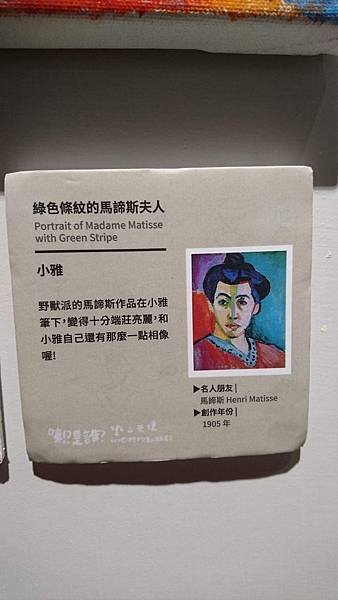 綠色條紋的馬諦斯夫人
Portrait of Madame Matisse
with Green Stripe
小雅
野獸派的馬諦斯作品在小雅
筆下，變得十分端莊亮麗，和
小雅自己還有那麼一點相像
喔!
▶名人朋友|
馬諦斯 Henri Matisse
▶創作年份|
1905 年